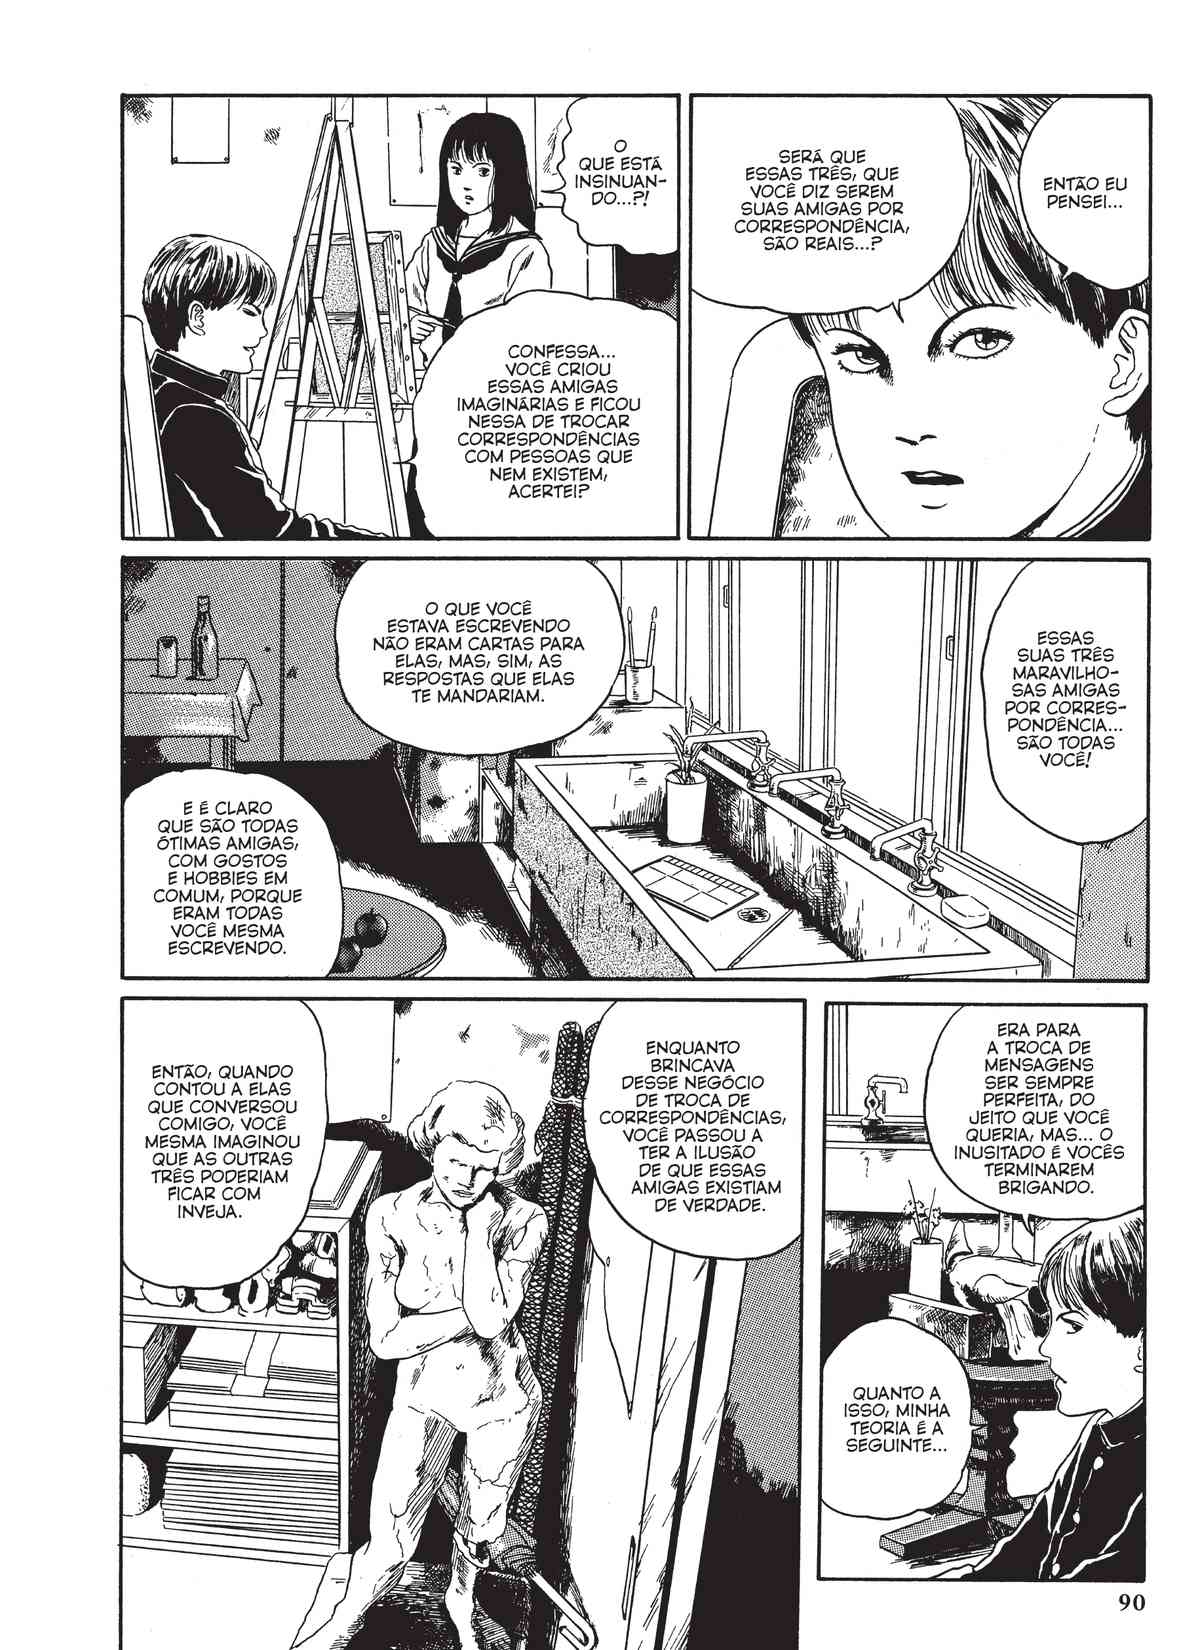 ENTÃO EU
PENSEI...
SERÁ QUE
ESSAS TRÊS, QUE
VOCÊ DIZ SEREM
SUAS AMIGAS POR
CORRESPONDÊNCIA,
SÃO REAIS...?
O
QUE ESTÁ
INSINUAN-
DO...?!
CONFESSA...
VOCÊ CRIOU
ESSAS AMIGAS
IMAGINÁRIAS E FICOU
NESSA DE TROCAR
CORRESPONDÊNCIAS
COM PESSOAS QUE
NEM EXISTEM,
ACERTEI?
ESSAS
SUAS TRÊS
MARAVILHO-
SAS AMIGAS
POR CORRES-
PONDÊNCIA...
SÃO TODAS
VOCÊ!
O QUE VOCÊ
ESTAVA ESCREVENDO
NÃO ERAM CARTAS PARA
ELAS, MAS, SIM, AS
RESPOSTAS QUE ELAS
TE MANDARIAM.
E É CLARO
QUE SÃO TODAS
ÓTIMAS AMIGAS,
COM GOSTOS
E HOBBIES EM
COMUM, PORQUE
ERAM TODAS
VOCÊ MESMA
ESCREVENDO.
ERA PARA
A TROCA DE
MENSAGENS
SER SEMPRE
PERFEITA, DO
JEITO QUE VOCÊ
QUERIA, MAS... O
INUSITADO É VOCÊS
TERMINAREM
BRIGANDO.
QUANTO A
ISSO, MINHA
TEORIA É A
SEGUINTE...
ENQUANTO
BRINCAVA
DESSE NEGÓCIO
DE TROCA DE
CORRESPONDÊNCIAS,
VOCÊ PASSOU A
TER A ILUSÃO
DE QUE ESSAS
AMIGAS EXISTIAM
DE VERDADE.
ENTÃO, QUANDO
CONTOU A ELAS
QUE CONVERSOU
COMIGO, VOCÊ
MESMA IMAGINOU
QUE AS OUTRAS
TRÊS PODERIAM
FICAR COM
INVEJA.
90